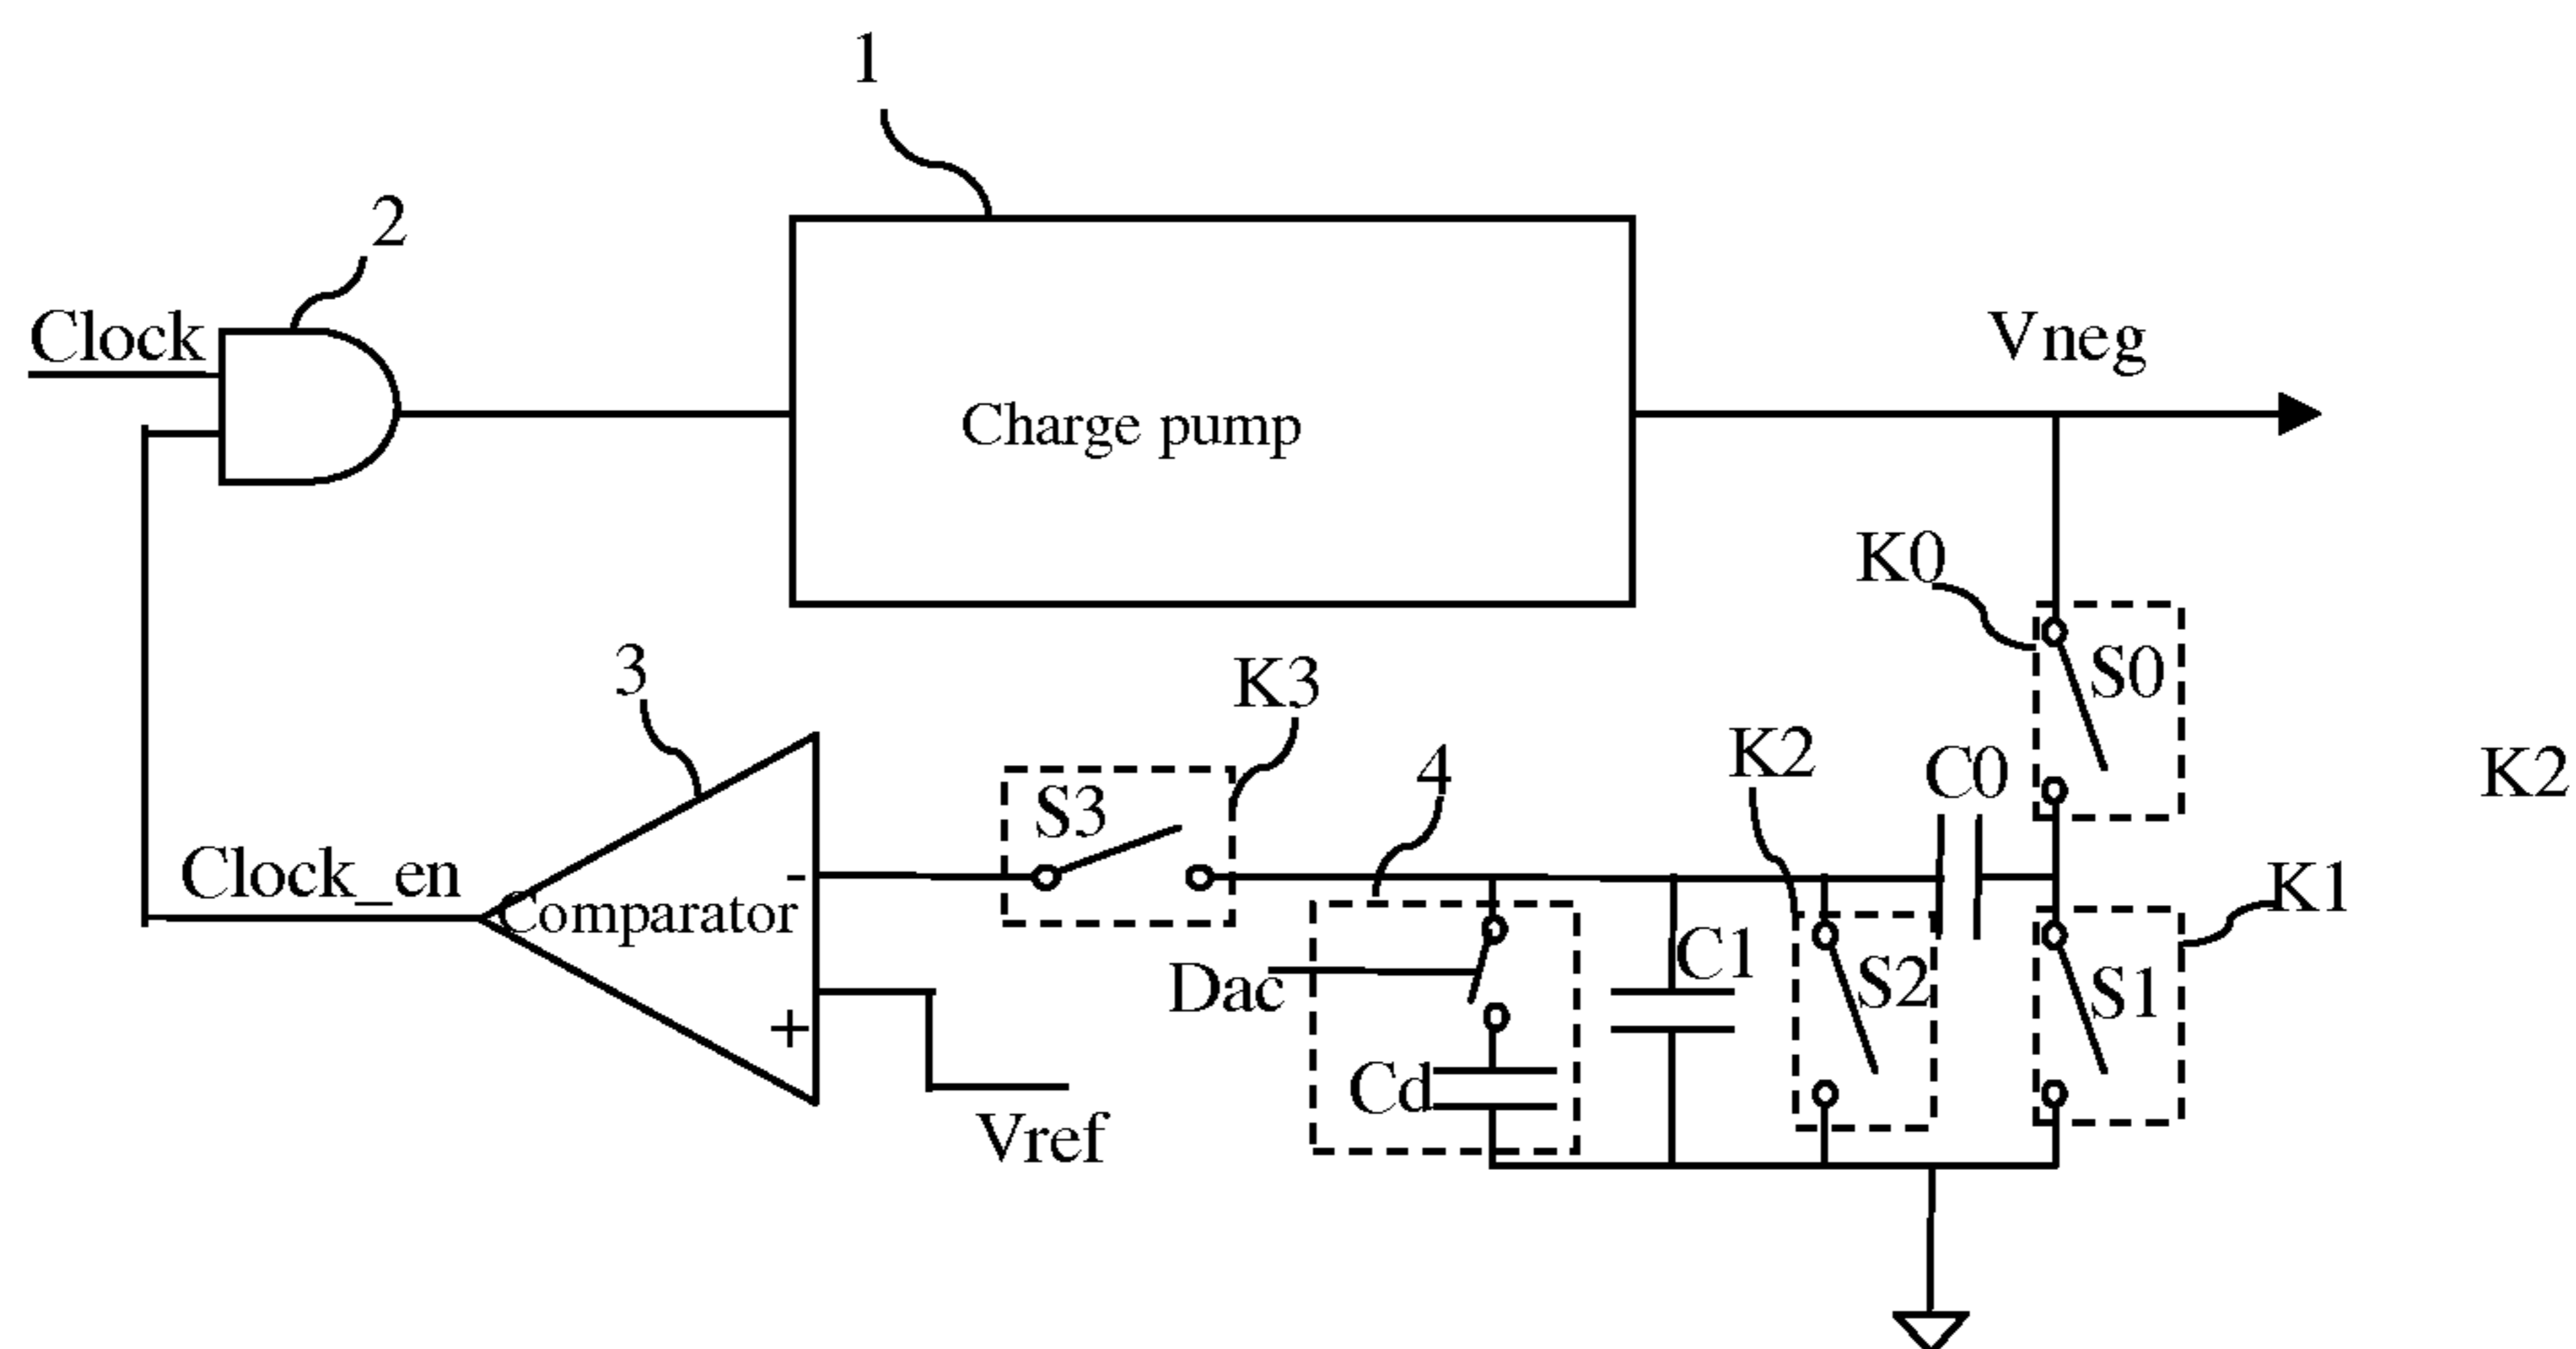 1
2
Clock
Vneg
Charge pump
K0
S0
3
K3
K2
4
C0
K2
S3
Clock_en
-
Comparator
K1
C1
Dac
S2
S1
+
Cd
Vref